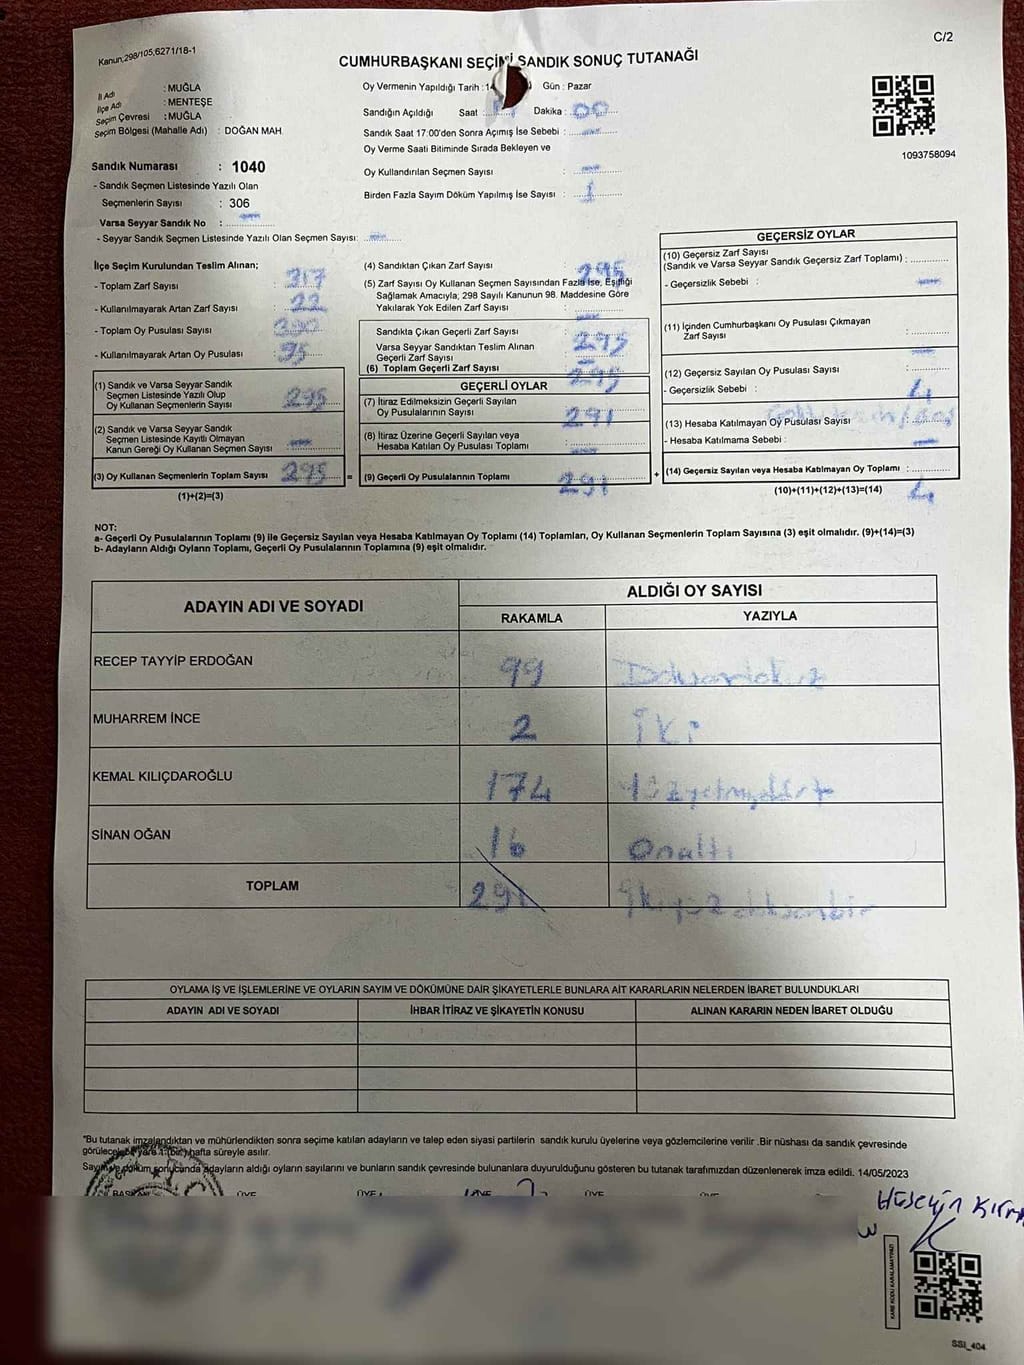 Kanun,298/105,6271/18-1
C/2
CUMHURBAŞKANI SEÇİMİ SANDIK SONUÇ TUTANAĞI
İl Adı : MUĞLA
İlçe Adı : MENTEŞE
Seçim Çevresi : MUĞLA
Seçim Bölgesi (Mahalle Adı) : DOĞAN MAH.
Sandık Numarası : 1040
- Sandık Seçmen Listesinde Yazılı Olan
Seçmenlerin Sayısı : 306
Varsa Seyyar Sandık No : -
- Seyyar Sandık Seçmen Listesinde Yazılı Olan Seçmen Sayısı: -
Oy Vermenin Yapıldığı Tarih :14 Gün : Pazar
Sandığın Açıldığı Saat Dakika : 00
Sandık Saat 17:00'den Sonra Açımış İse Sebebi : -
Oy Verme Saati Bitiminde Sırada Bekleyen ve
Oy Kullandırılan Seçmen Sayısı : -
Birden Fazla Sayım Döküm Yapılmış İse Sayısı : 1
1093758094
İlçe Seçim Kurulundan Teslim Alınan;
- Toplam Zarf Sayısı : 317
- Kullanılmayarak Artan Zarf Sayısı : 22
- Toplam Oy Pusulası Sayısı :
- Kullanılmayarak Artan Oy Pusulası : 95
(1) Sandık ve Varsa Seyyar Sandık
Seçmen Listesinde Yazılı Olup
Oy Kullanan Seçmenlerin Sayısı : 295
(2) Sandık ve Varsa Seyyar Sandık
Seçmen Listesinde Kayıtlı Olmayan
Kanun Gereği Oy Kullanan Seçmen Sayısı : -
(3) Oy Kullanan Seçmenlerin Toplam Sayısı : 295 =
(1)+(2)=(3)
(4) Sandıktan Çıkan Zarf Sayısı : 295
(5) Zarf Sayısı Oy Kullanan Seçmen Sayısından Fazla İse, Eşitliği
Sağlamak Amacıyla; 298 Sayılı Kanunun 98. Maddesine Göre
Yakılarak Yok Edilen Zarf Sayısı : -
Sandıkta Çıkan Geçerli Zarf Sayısı : 295
Varsa Seyyar Sandıktan Teslim Alınan
Geçerli Zarf Sayısı : -
(6) Toplam Geçerli Zarf Sayısı : 295
GEÇERLİ OYLAR
(7) İtiraz Edilmeksizin Geçerli Sayılan
Oy Pusulalarının Sayısı : 291
(8) İtiraz Üzerine Geçerli Sayılan veya
Hesaba Katılan Oy Pusulası Toplamı : -
(9) Geçerli Oy Pusulalarının Toplamı : 291 +
GEÇERSİZ OYLAR
(10) Geçersiz Zarf Sayısı
(Sandık ve Varsa Seyyar Sandık Geçersiz Zarf Toplamı) : -
- Geçersizlik Sebebi :
(11) İçinden Cumhurbaşkanı Oy Pusulası Çıkmayan
Zarf Sayısı : -
(12) Geçersiz Sayılan Oy Pusulası Sayısı : 4
- Geçersizlik Sebebi :
(13) Hesaba Katılmayan Oy Pusulası Sayısı : -
- Hesaba Katılmama Sebebi :
(14) Geçersiz Sayılan veya Hesaba Katılmayan Oy Toplamı : 4
(10)+(11)+(12)+(13)=(14)
NOT:
a- Geçerli Oy Pusulalarının Toplamı (9) ile Geçersiz Sayılan veya Hesaba Katılmayan Oy Toplamı (14) Toplamları, Oy Kullanan Seçmenlerin Toplam Sayısına (3) eşit olmalıdır. (9)+(14)=(3)
b- Adayların Aldığı Oyların Toplamı, Geçerli Oy Pusulalarının Toplamına (9) eşit olmalıdır.
ADAYIN ADI VE SOYADI ALDIĞI OY SAYISI
RAKAMLA YAZIYLA
RECEP TAYYİP ERDOĞAN 99 Doksandokuz
MUHARREM İNCE 2 İki
KEMAL KILIÇDAROĞLU 174 Yüzyetmişdört
SİNAN OĞAN 16 Onaltı
TOPLAM 291 İkiyüz doksanbir
OYLAMA İŞ VE İŞLEMLERİNE VE OYLARIN SAYIM VE DÖKÜMÜNE DAİR ŞİKAYETLERLE BUNLARA AİT KARARLARIN NELERDEN İBARET BULUNDUKLARI
ADAYIN ADI VE SOYADI İHBAR İTİRAZ VE ŞİKAYETİN KONUSU ALINAN KARARIN NEDEN İBARET OLDUĞU
*Bu tutanak imzalandıktan ve mühürlendikten sonra seçime katılan adayların ve talep eden siyasi partilerin sandık kurulu üyelerine veya gözlemcilerine verilir .Bir nüshası da sandık çevresinde
görülecek bir yere 1 (bir) hafta süreyle asılır.
Sayım ve döküm sonucunda adayların aldığı oyların sayılarını ve bunların sandık çevresinde bulunanlara duyurulduğunu gösteren bu tutanak tarafımızdan düzenlenerek imza edildi. 14/05/2023
ÜYE ÜYE ÜYE ÜYE
Hüseyin
KARE KODU KARALAMAYINIZ!
SSI_404